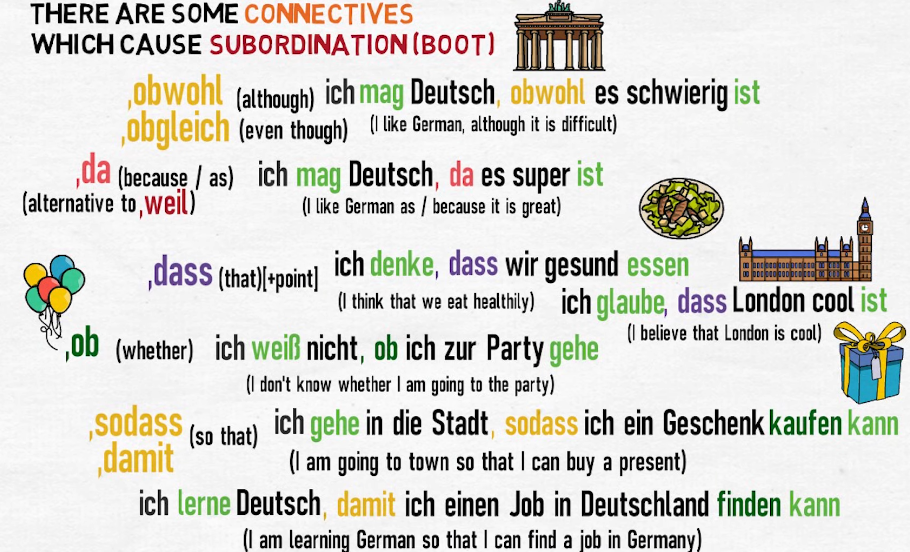 THERE ARE SOME CONNECTIVES
WHICH CAUSE SUBORDINATION (BOOT)
,obwohl (although) ich mag Deutsch, obwohl es schwierig ist
,obgleich (even though) (I like German, although it is difficult)
,da (because / as) ich mag Deutsch, da es super ist
(alternative to ,weil) (I like German as / because it is great)
,dass (that)[+point] ich denke, dass wir gesund essen
(I think that we eat healthily) ich glaube, dass London cool ist
(I believe that London is cool)
,ob (whether) ich weiß nicht, ob ich zur Party gehe
(I don't know whether I am going to the party)
,sodass (so that) ich gehe in die Stadt, sodass ich ein Geschenk kaufen kann
,damit (I am going to town so that I can buy a present)
ich lerne Deutsch, damit ich einen Job in Deutschland finden kann
(I am learning German so that I can find a job in Germany)